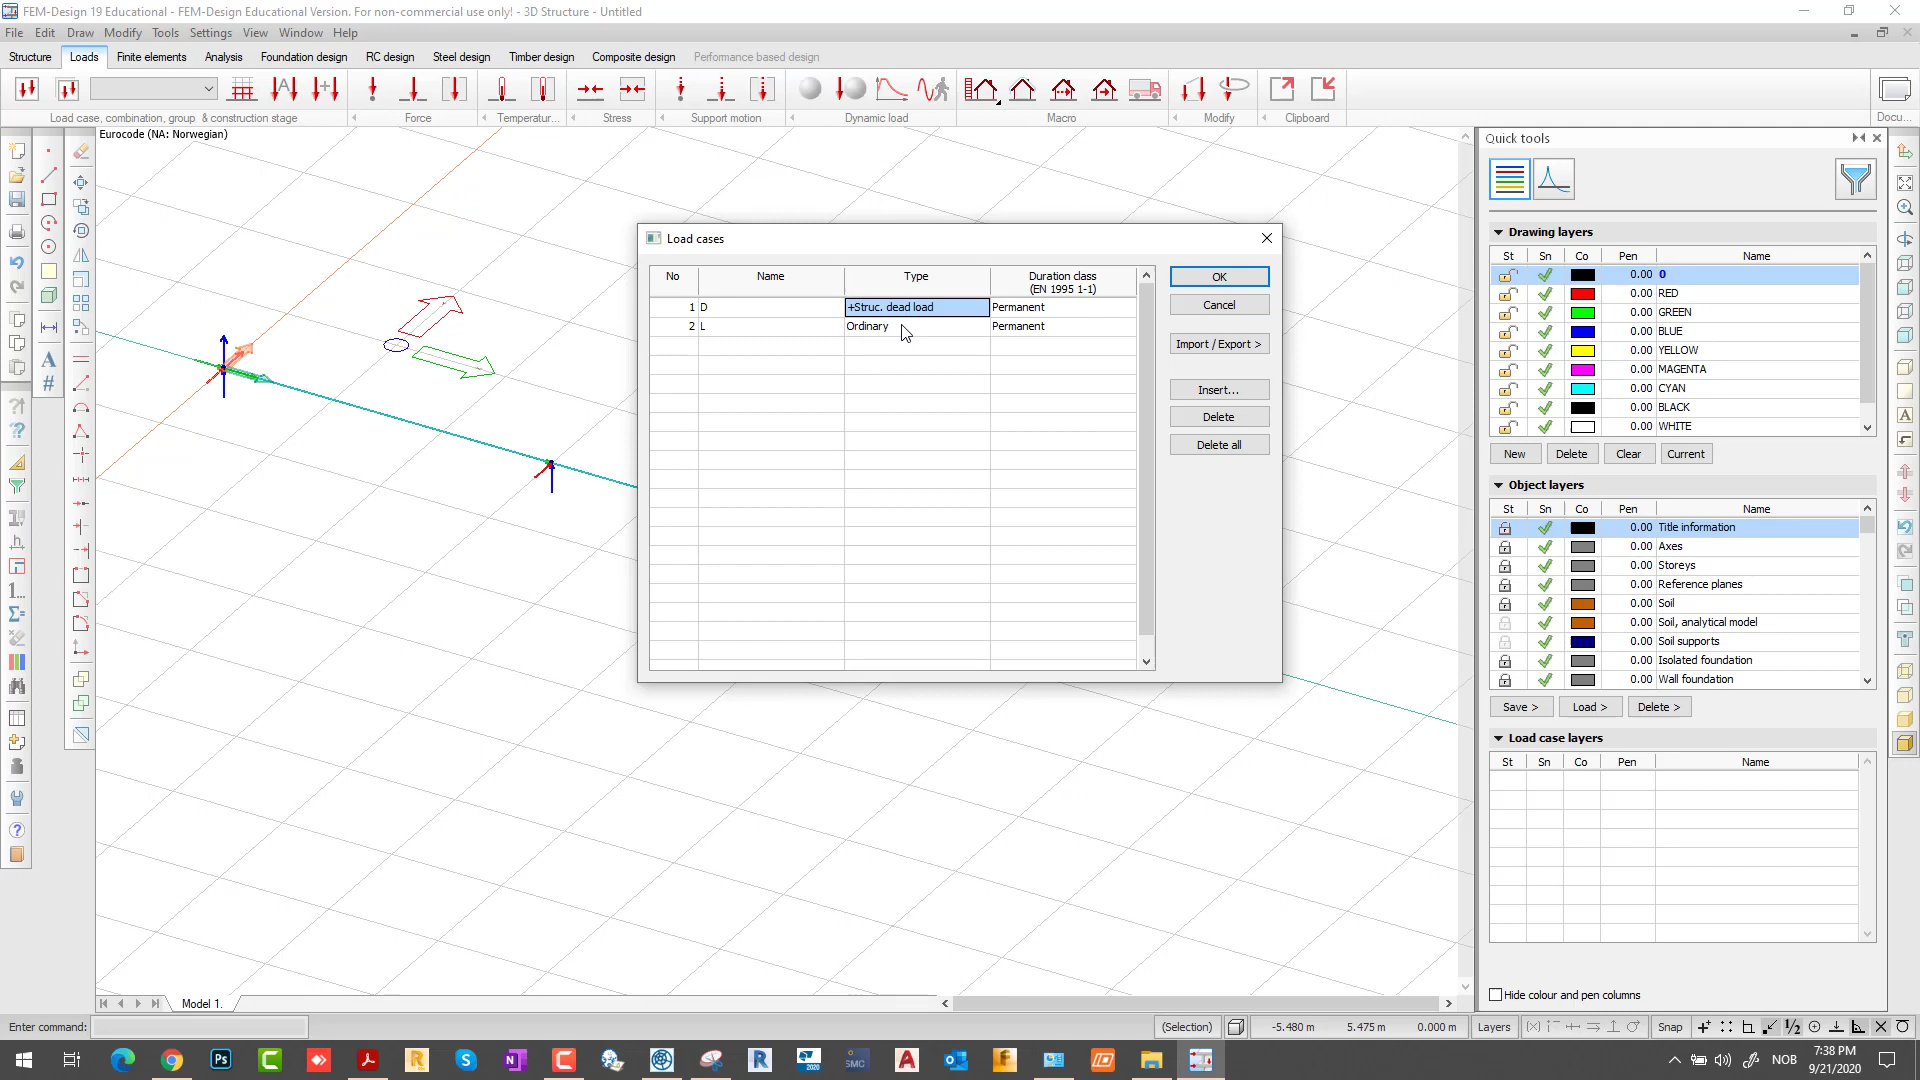 FEM-Design 19 Educational - FEM-Design Educational Version. For non-commercial use only! - 3D Structure - Untitled
File Edit Draw Modify Tools Settings View Window Help
Structure Loads Finite elements Analysis Foundation design RC design Steel design Timber design Composite design Performance based design
Load case, combination, group & construction stage Force Temperatur... Stress Support motion Dynamic load Macro Modify Clipboard Docu...
Eurocode (NA: Norwegian)
Load cases
No Name Type Duration class
(EN 1995 1-1)
1 D +Struc. dead load Permanent
2 L Ordinary Permanent
OK
Cancel
Import / Export >
Insert...
Delete
Delete all
Quick tools
Drawing layers
St Sn Co Pen Name
0.00 0
0.00 RED
0.00 GREEN
0.00 BLUE
0.00 YELLOW
0.00 MAGENTA
0.00 CYAN
0.00 BLACK
0.00 WHITE
New Delete Clear Current
Object layers
St Sn Co Pen Name
0.00 Title information
0.00 Axes
0.00 Storeys
0.00 Reference planes
0.00 Soil
0.00 Soil, analytical model
0.00 Soil supports
0.00 Isolated foundation
0.00 Wall foundation
Save > Load > Delete >
Load case layers
St Sn Co Pen Name
Hide colour and pen columns
Model 1.
Enter command:
(Selection) -5.480 m 5.475 m 0.000 m Layers Snap
NOB
7:38 PM
9/21/2020